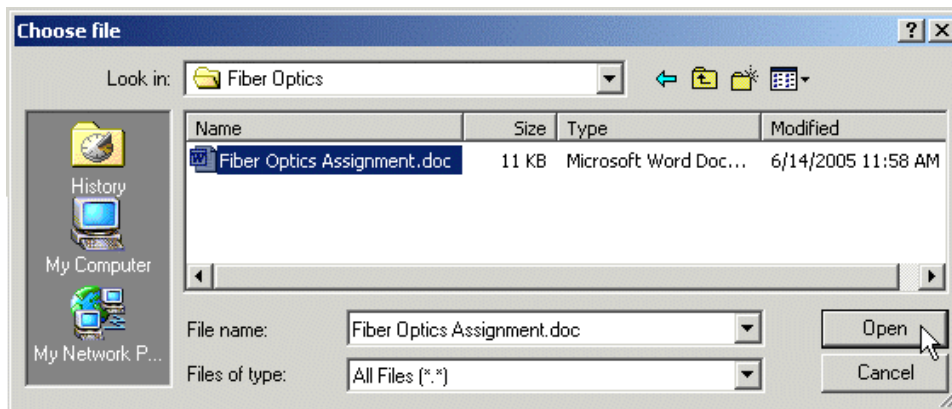 Choose file
Look in: Fiber Optics
Name Size Type Modified
Fiber Optics Assignment.doc 11 KB Microsoft Word Doc... 6/14/2005 11:58 AM
History
My Computer
My Network P...
File name: Fiber Optics Assignment.doc Open
Files of type: All Files (*.*) Cancel